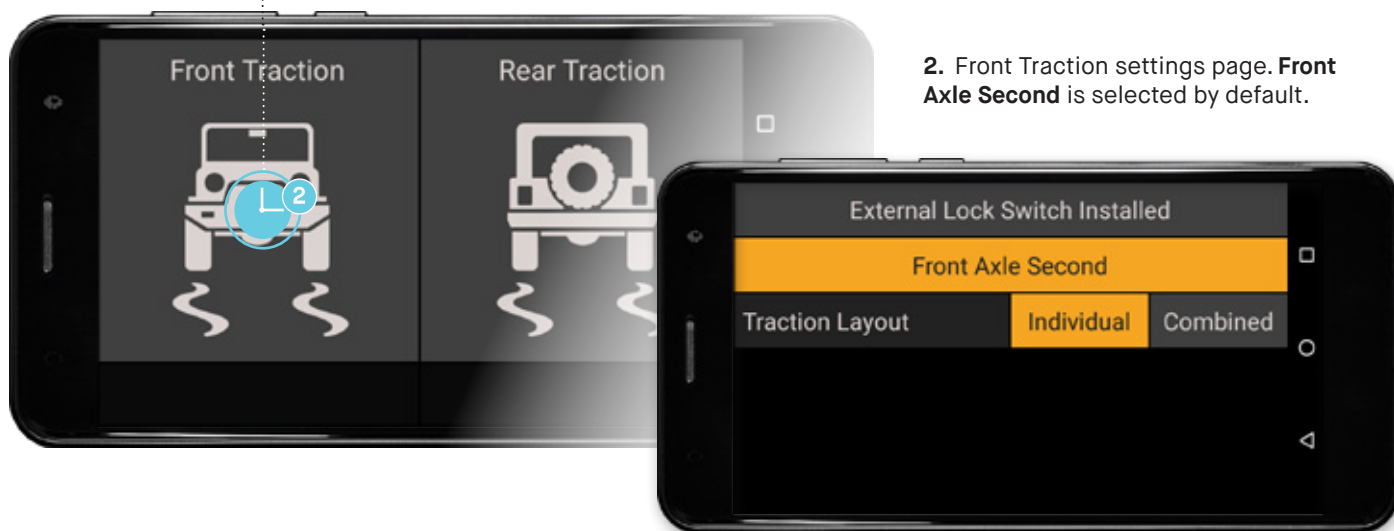 Front Traction
Rear Traction
2
2. Front Traction settings page. Front
Axle Second is selected by default.
External Lock Switch Installed
Front Axle Second
Traction Layout
Individual
Combined